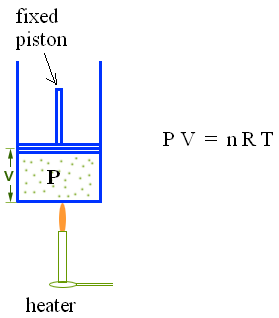 fixed
piston
P V = n R T
P
V
heater